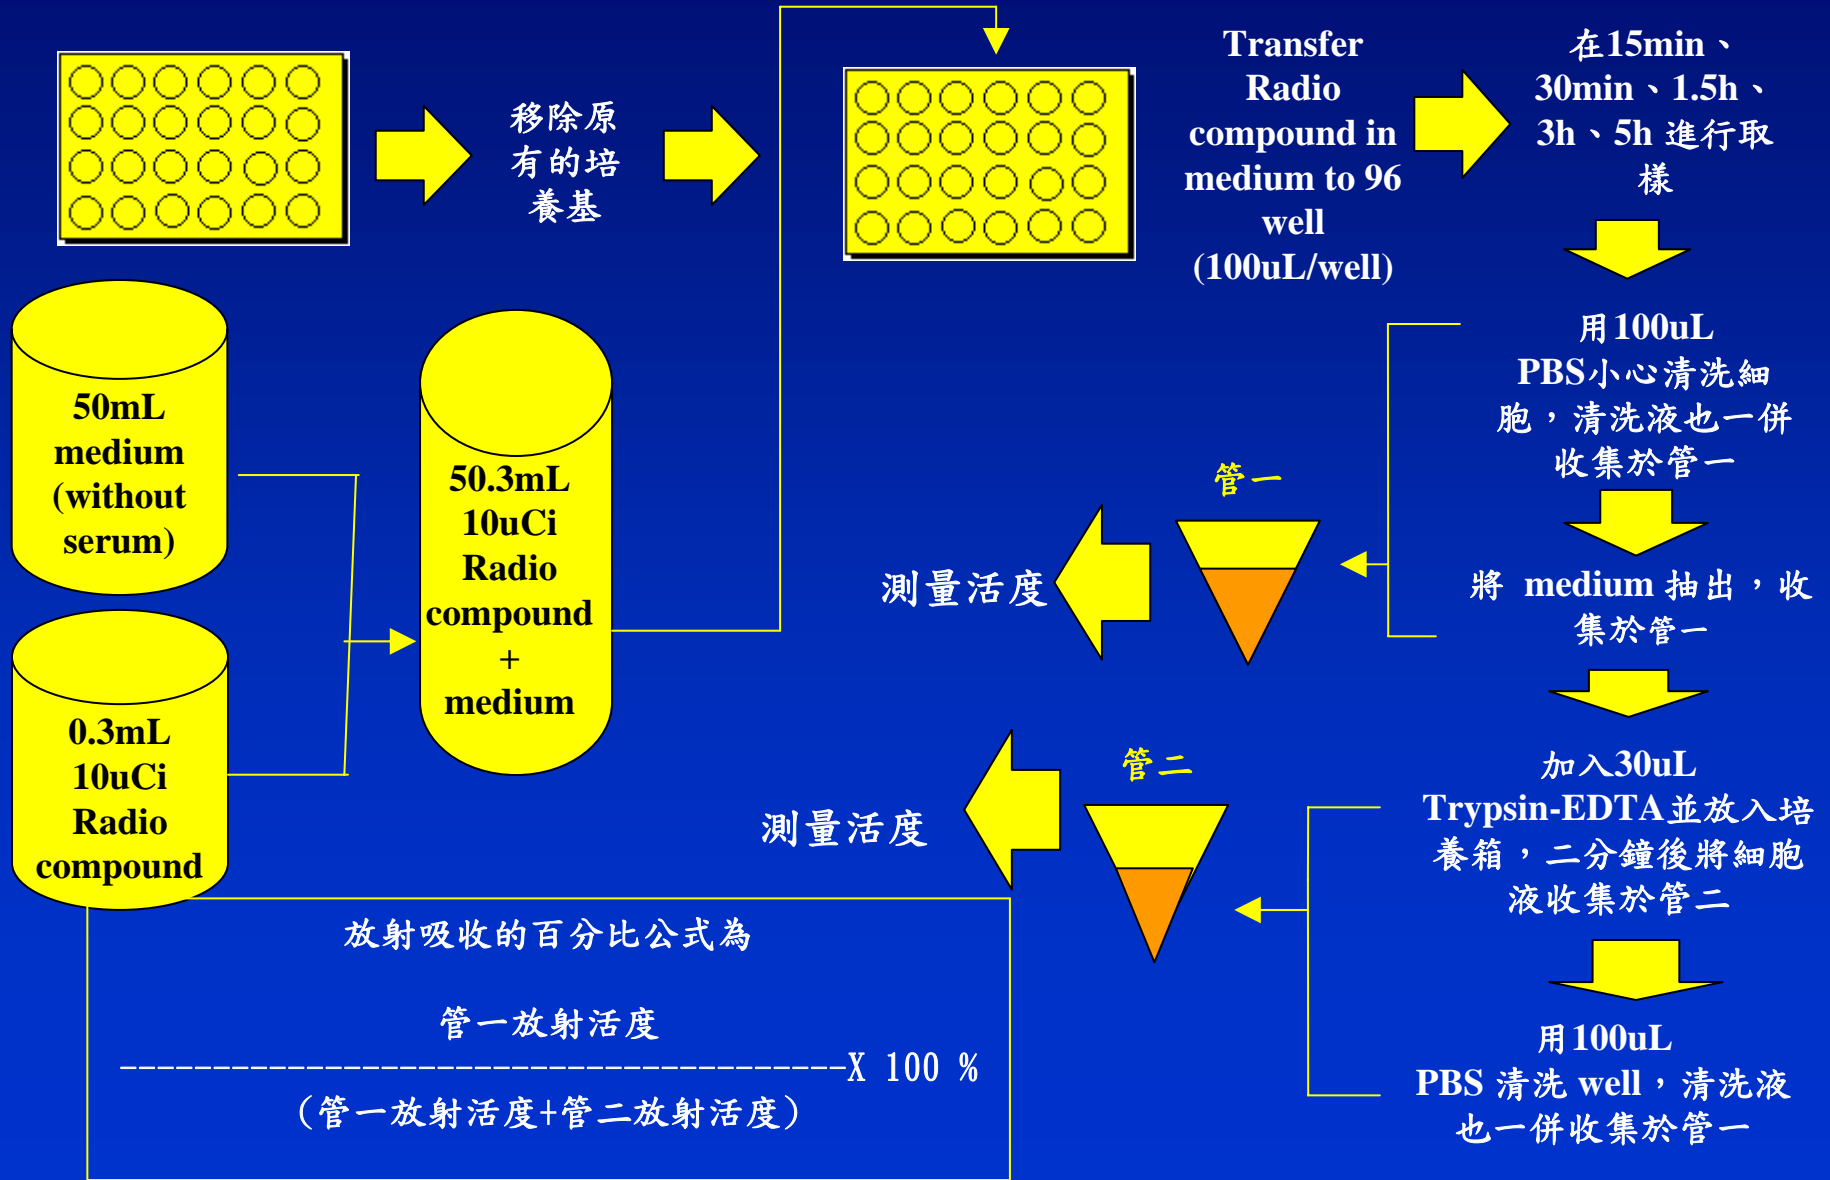 移除原
有的培
養基
Transfer
Radio
compound in
medium to 96
well
(100uL/well)
在15min、
30min、1.5h、
3h、5h 進行取
樣
50mL
medium
(without
serum)
0.3mL
10uCi
Radio
compound
50.3mL
10uCi
Radio
compound
+
medium
用100uL
PBS小心清洗細
胞，清洗液也一併
收集於管一
將 medium 抽出，收
集於管一
管一
測量活度
加入30uL
Trypsin-EDTA並放入培
養箱，二分鐘後將細胞
液收集於管二
用100uL
PBS 清洗 well，清洗液
也一併收集於管一
管二
測量活度
放射吸收的百分比公式為
管一放射活度
---------------------------------------X 100 %
(管一放射活度+管二放射活度)